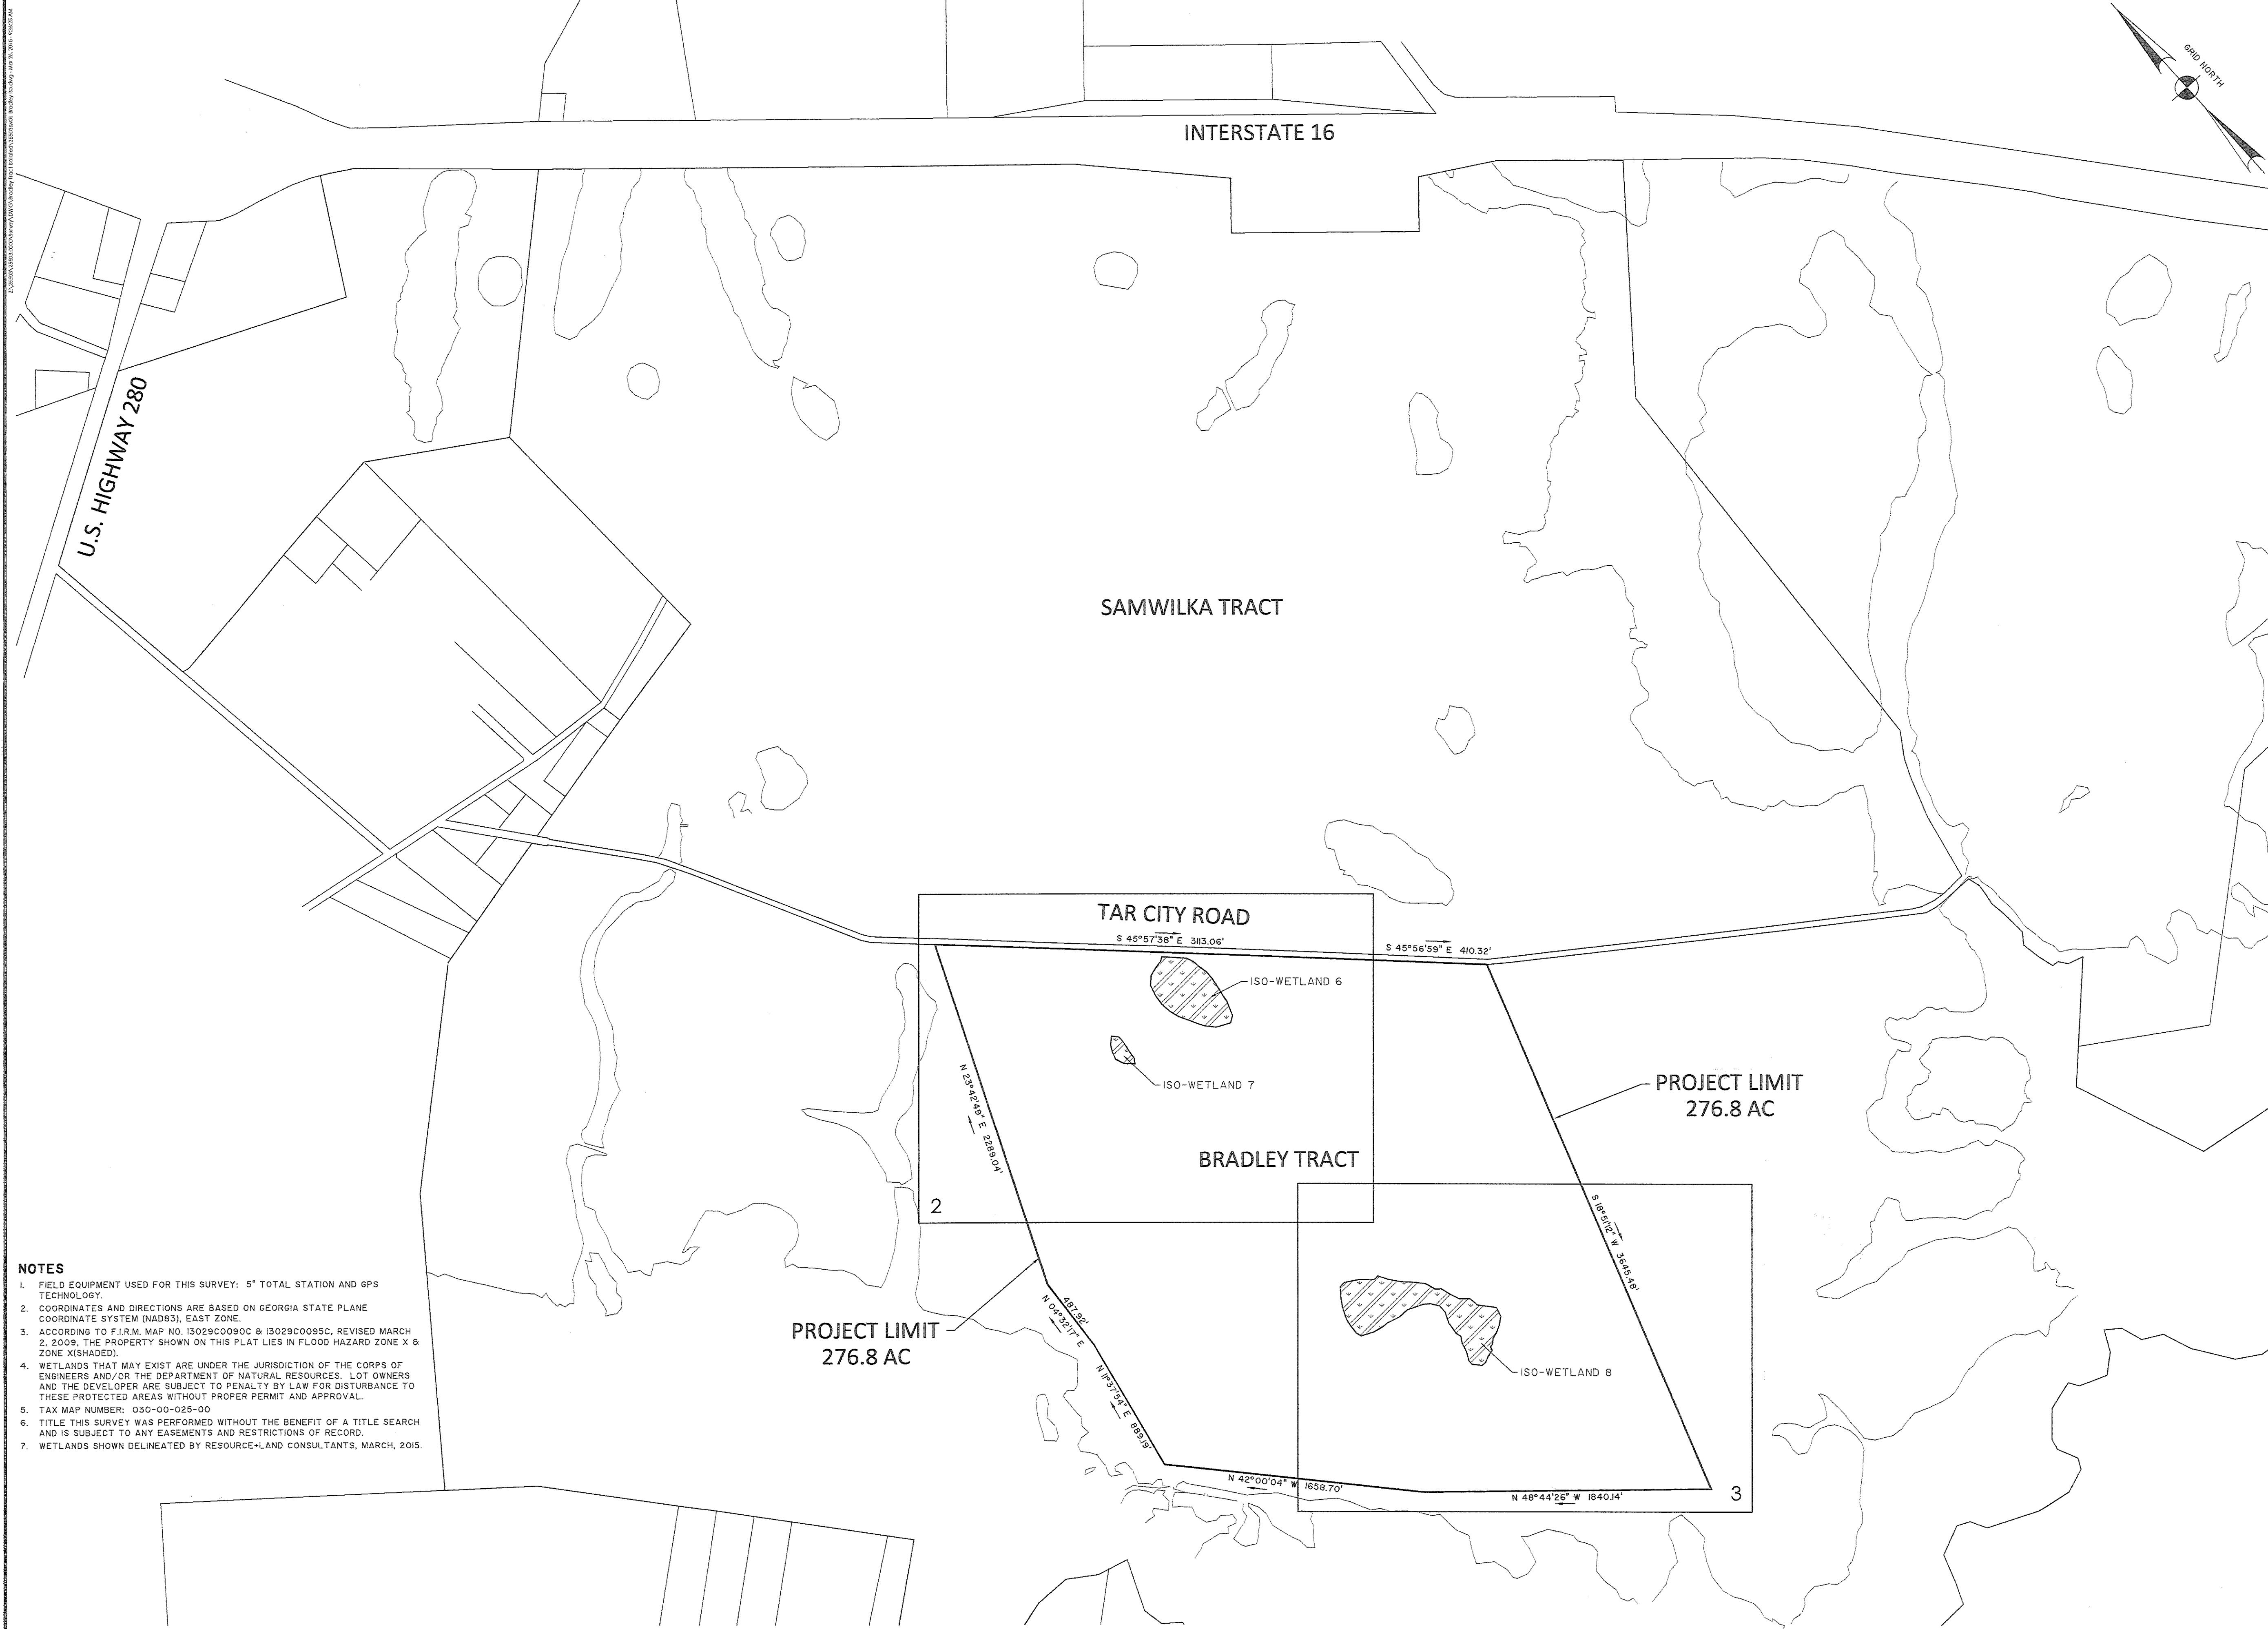 GRID NORTH
INTERSTATE 16
U.S. HIGHWAY 280
SAMWILKA TRACT
TAR CITY ROAD
S 45°57'38" E 3113.06'
S 45°56'59" E 410.32'
ISO-WETLAND 6
ISO-WETLAND 7
N 23°42'49" E 2289.04'
PROJECT LIMIT
276.8 AC
BRADLEY TRACT
2
S 18°51'12" W 3645.48'
487.92'
N 04°32'17" E
PROJECT LIMIT
276.8 AC
ISO-WETLAND 8
N 11°37'54" E 889.19'
N 42°00'04" W 1658.70'
N 48°44'26" W 1840.14'
3
NOTES
1. FIELD EQUIPMENT USED FOR THIS SURVEY: 5" TOTAL STATION AND GPS
TECHNOLOGY.
2. COORDINATES AND DIRECTIONS ARE BASED ON GEORGIA STATE PLANE
COORDINATE SYSTEM (NAD83), EAST ZONE.
3. ACCORDING TO F.I.R.M. MAP NO. 13029C0090C & 13029C0095C, REVISED MARCH
2, 2009, THE PROPERTY SHOWN ON THIS PLAT LIES IN FLOOD HAZARD ZONE X &
ZONE X(SHADED).
4. WETLANDS THAT MAY EXIST ARE UNDER THE JURISDICTION OF THE CORPS OF
ENGINEERS AND/OR THE DEPARTMENT OF NATURAL RESOURCES. LOT OWNERS
AND THE DEVELOPER ARE SUBJECT TO PENALTY BY LAW FOR DISTURBANCE TO
THESE PROTECTED AREAS WITHOUT PROPER PERMIT AND APPROVAL.
5. TAX MAP NUMBER: 030-00-025-00
6. TITLE THIS SURVEY WAS PERFORMED WITHOUT THE BENEFIT OF A TITLE SEARCH
AND IS SUBJECT TO ANY EASEMENTS AND RESTRICTIONS OF RECORD.
7. WETLANDS SHOWN DELINEATED BY RESOURCE+LAND CONSULTANTS, MARCH, 2015.